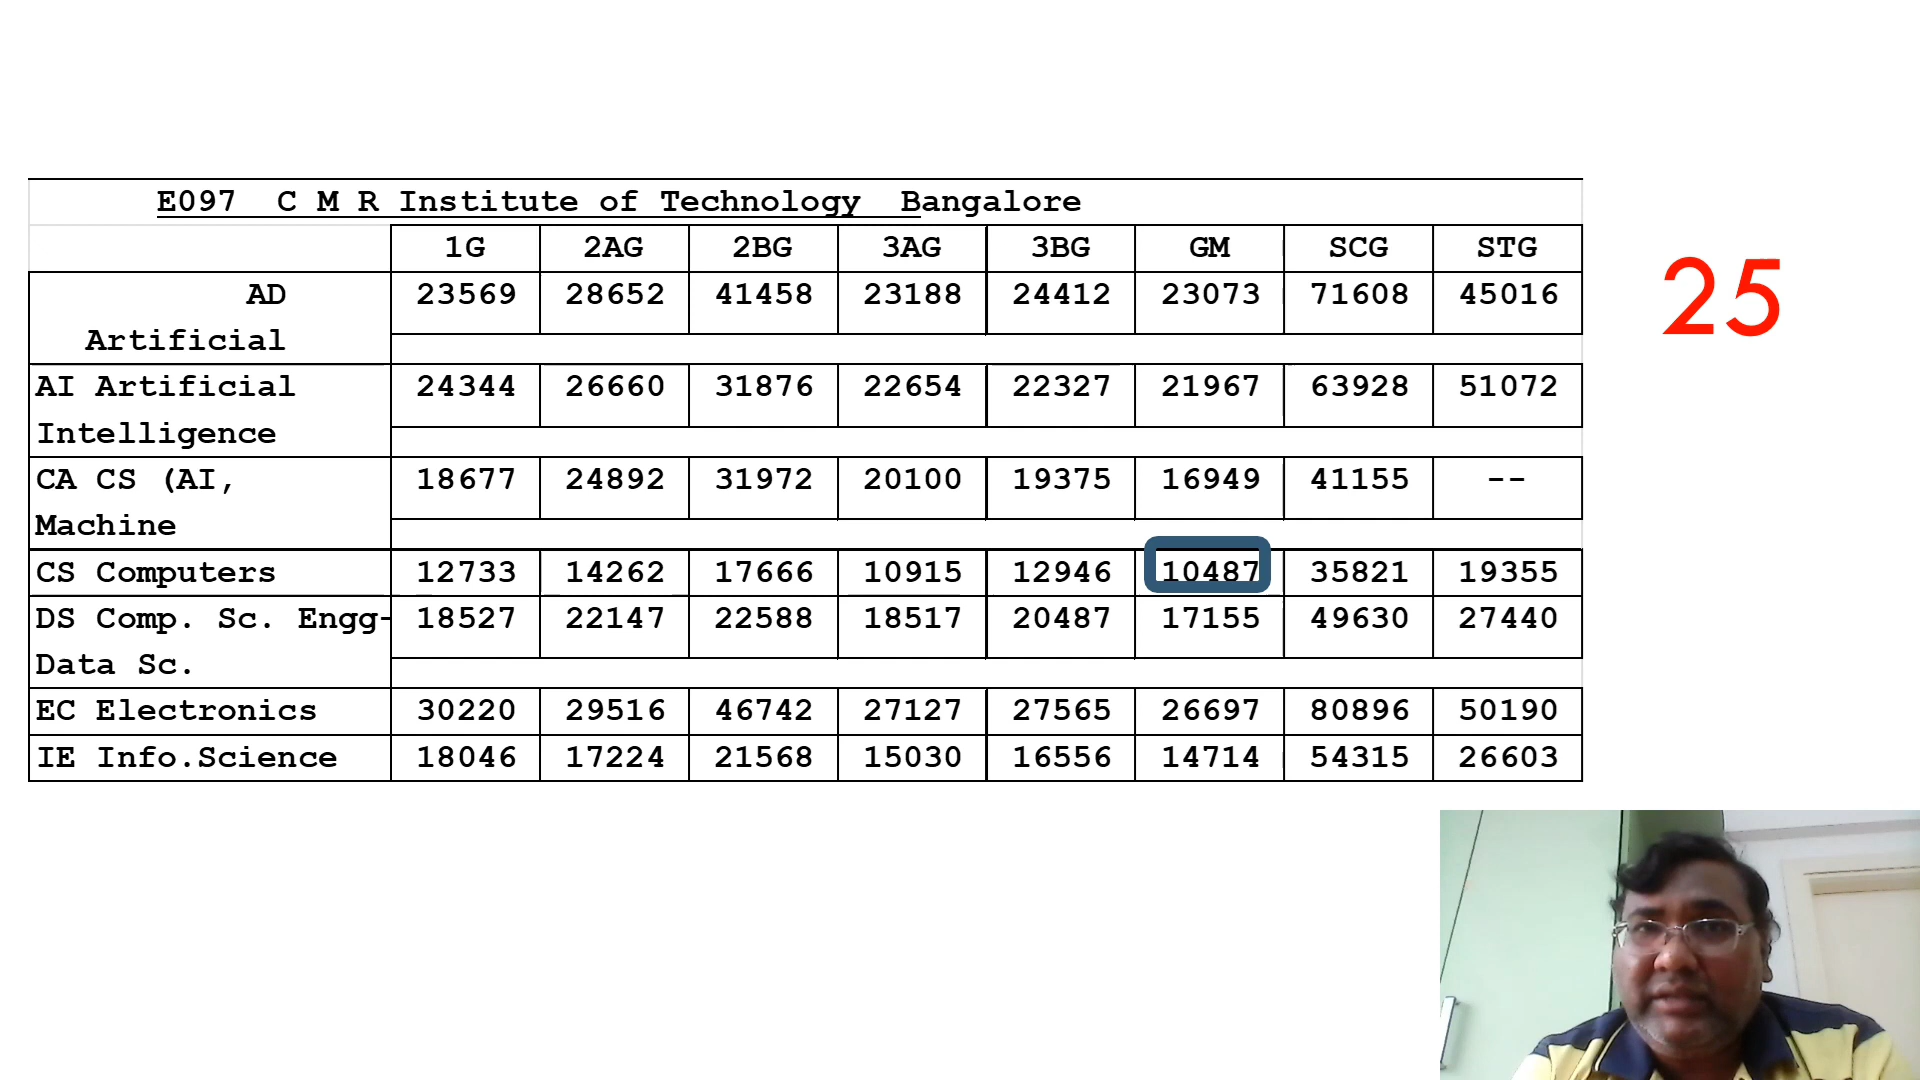 E097 C M R Institute of Technology Bangalore
1G 2AG 2BG 3AG 3BG GM SCG STG
AD 23569 28652 41458 23188 24412 23073 71608 45016
Artificial
AI Artificial 24344 26660 31876 22654 22327 21967 63928 51072
Intelligence
CA CS (AI, 18677 24892 31972 20100 19375 16949 41155 --
Machine
CS Computers 12733 14262 17666 10915 12946 10487 35821 19355
DS Comp. Sc. Engg- 18527 22147 22588 18517 20487 17155 49630 27440
Data Sc.
EC Electronics 30220 29516 46742 27127 27565 26697 80896 50190
IE Info.Science 18046 17224 21568 15030 16556 14714 54315 26603
25